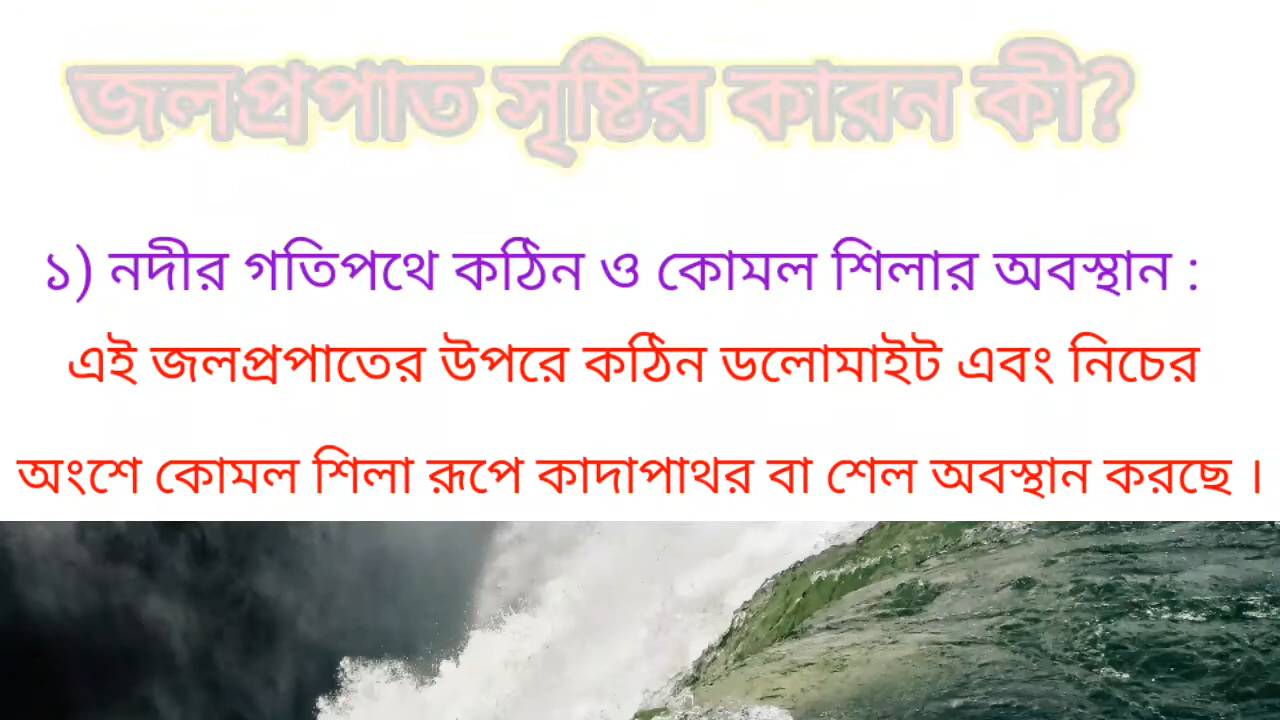 জলপ্রপাত সৃষ্টির কারন কী?
১) নদীর গতিপথে কঠিন ও কোমল শিলার অবস্থান :
এই জলপ্রপাতের উপরে কঠিন ডলোমাইট এবং নিচের
অংশে কোমল শিলা রূপে কাদাপাথর বা শেল অবস্থান করছে ।